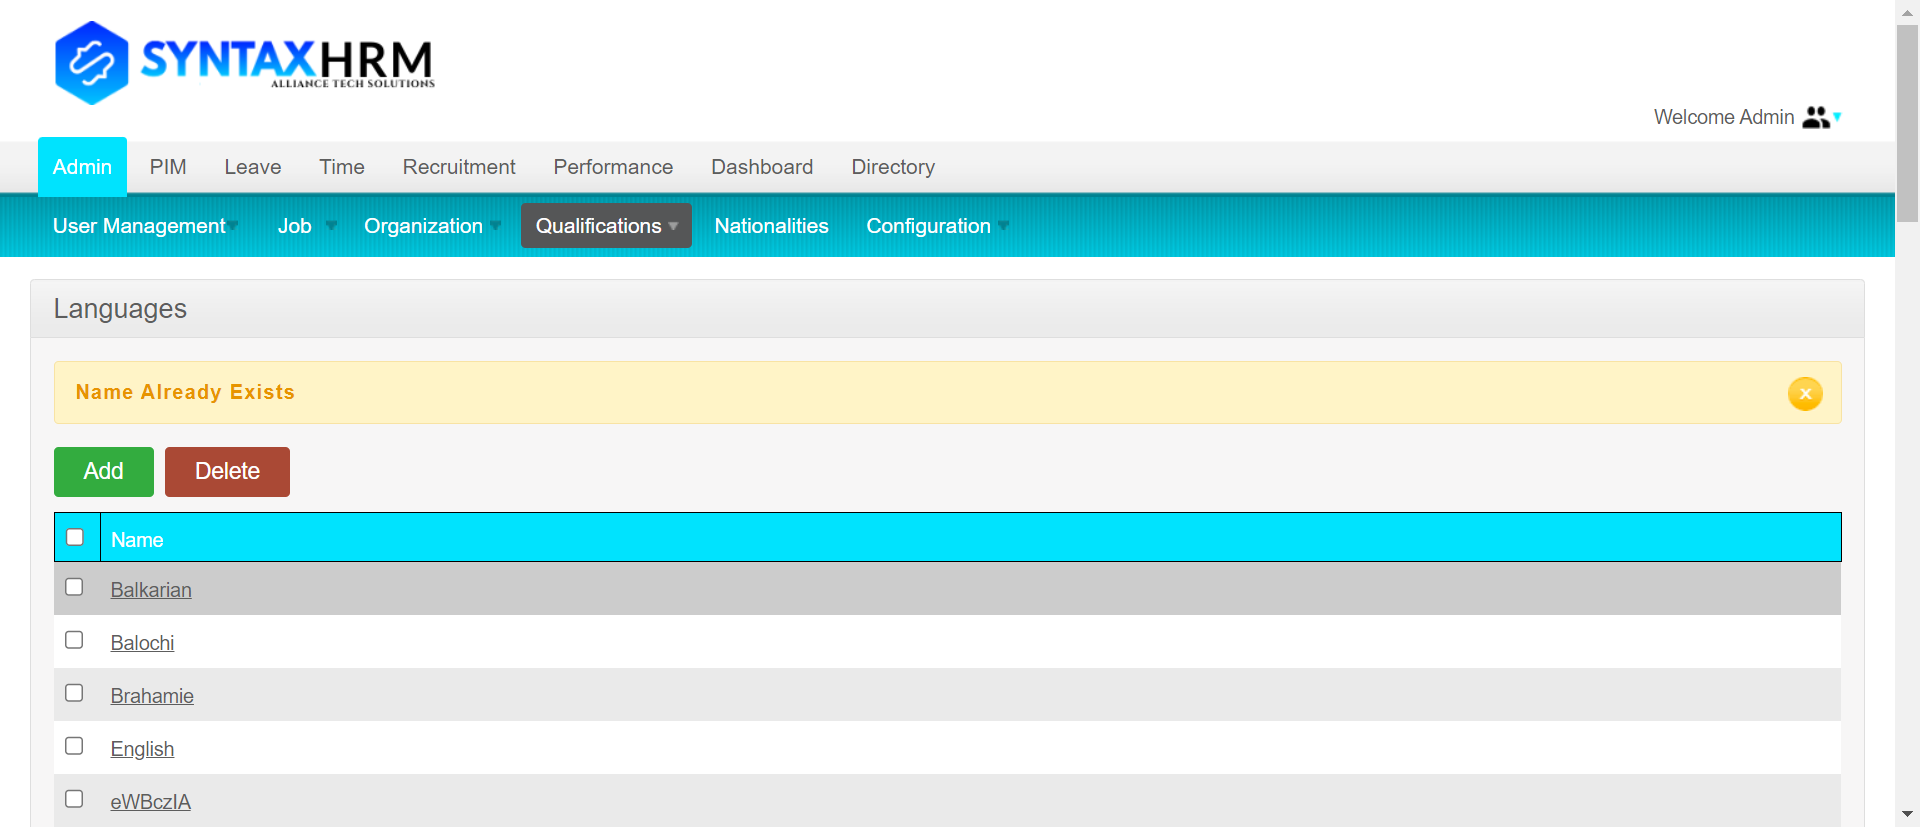 SYNTAXHRM
ALLIANCE TECH SOLUTIONS
Welcome Admin
Admin PIM Leave Time Recruitment Performance Dashboard Directory
User Management Job Organization Qualifications Nationalities Configuration
Languages
Name Already Exists
Add Delete
Name
Balkarian
Balochi
Brahamie
English
eWBczIA